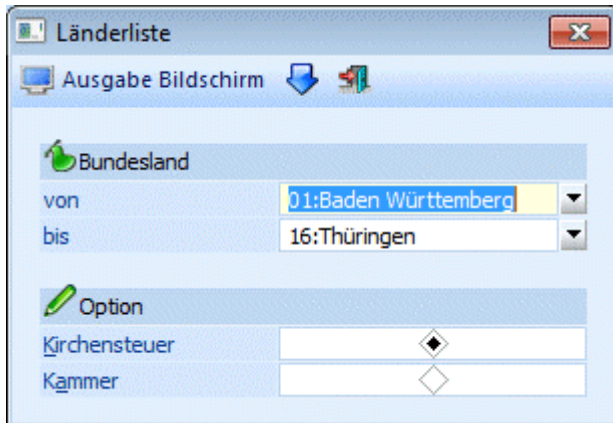 Länderliste
Ausgabe Bildschirm
Bundesland
von 01:Baden Württemberg
bis 16:Thüringen
Option
Kirchensteuer
Kammer